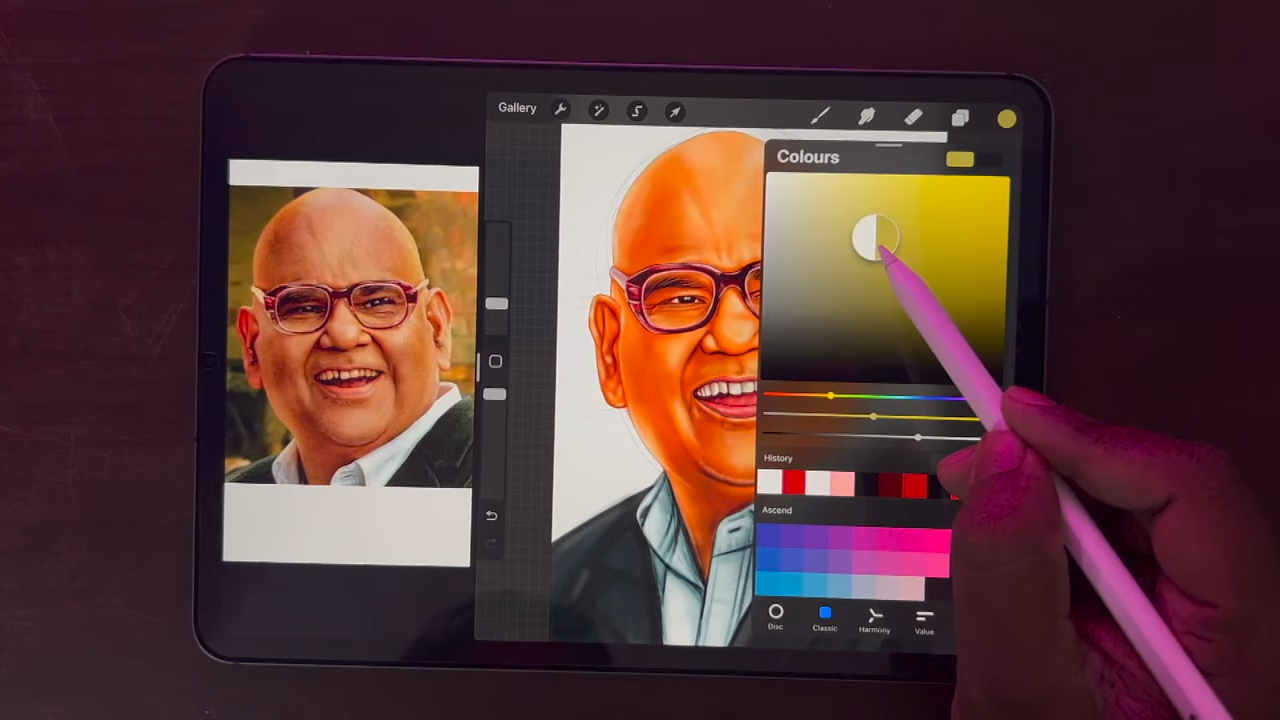 Gallery
Colours
History
Ascend
Disc
Classic
Harmony
Value